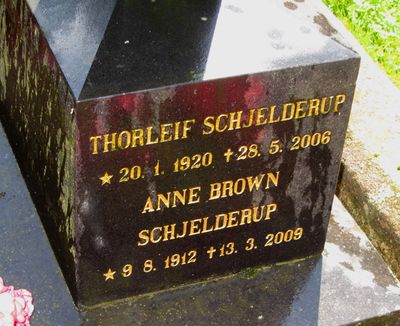 THORLEIF SCHJELDERUP
★ 20. 1. 1920 ✝ 28. 5. 2006
ANNE BROWN
SCHJELDERUP
★ 9. 8. 1912 ✝ 13. 3. 2009